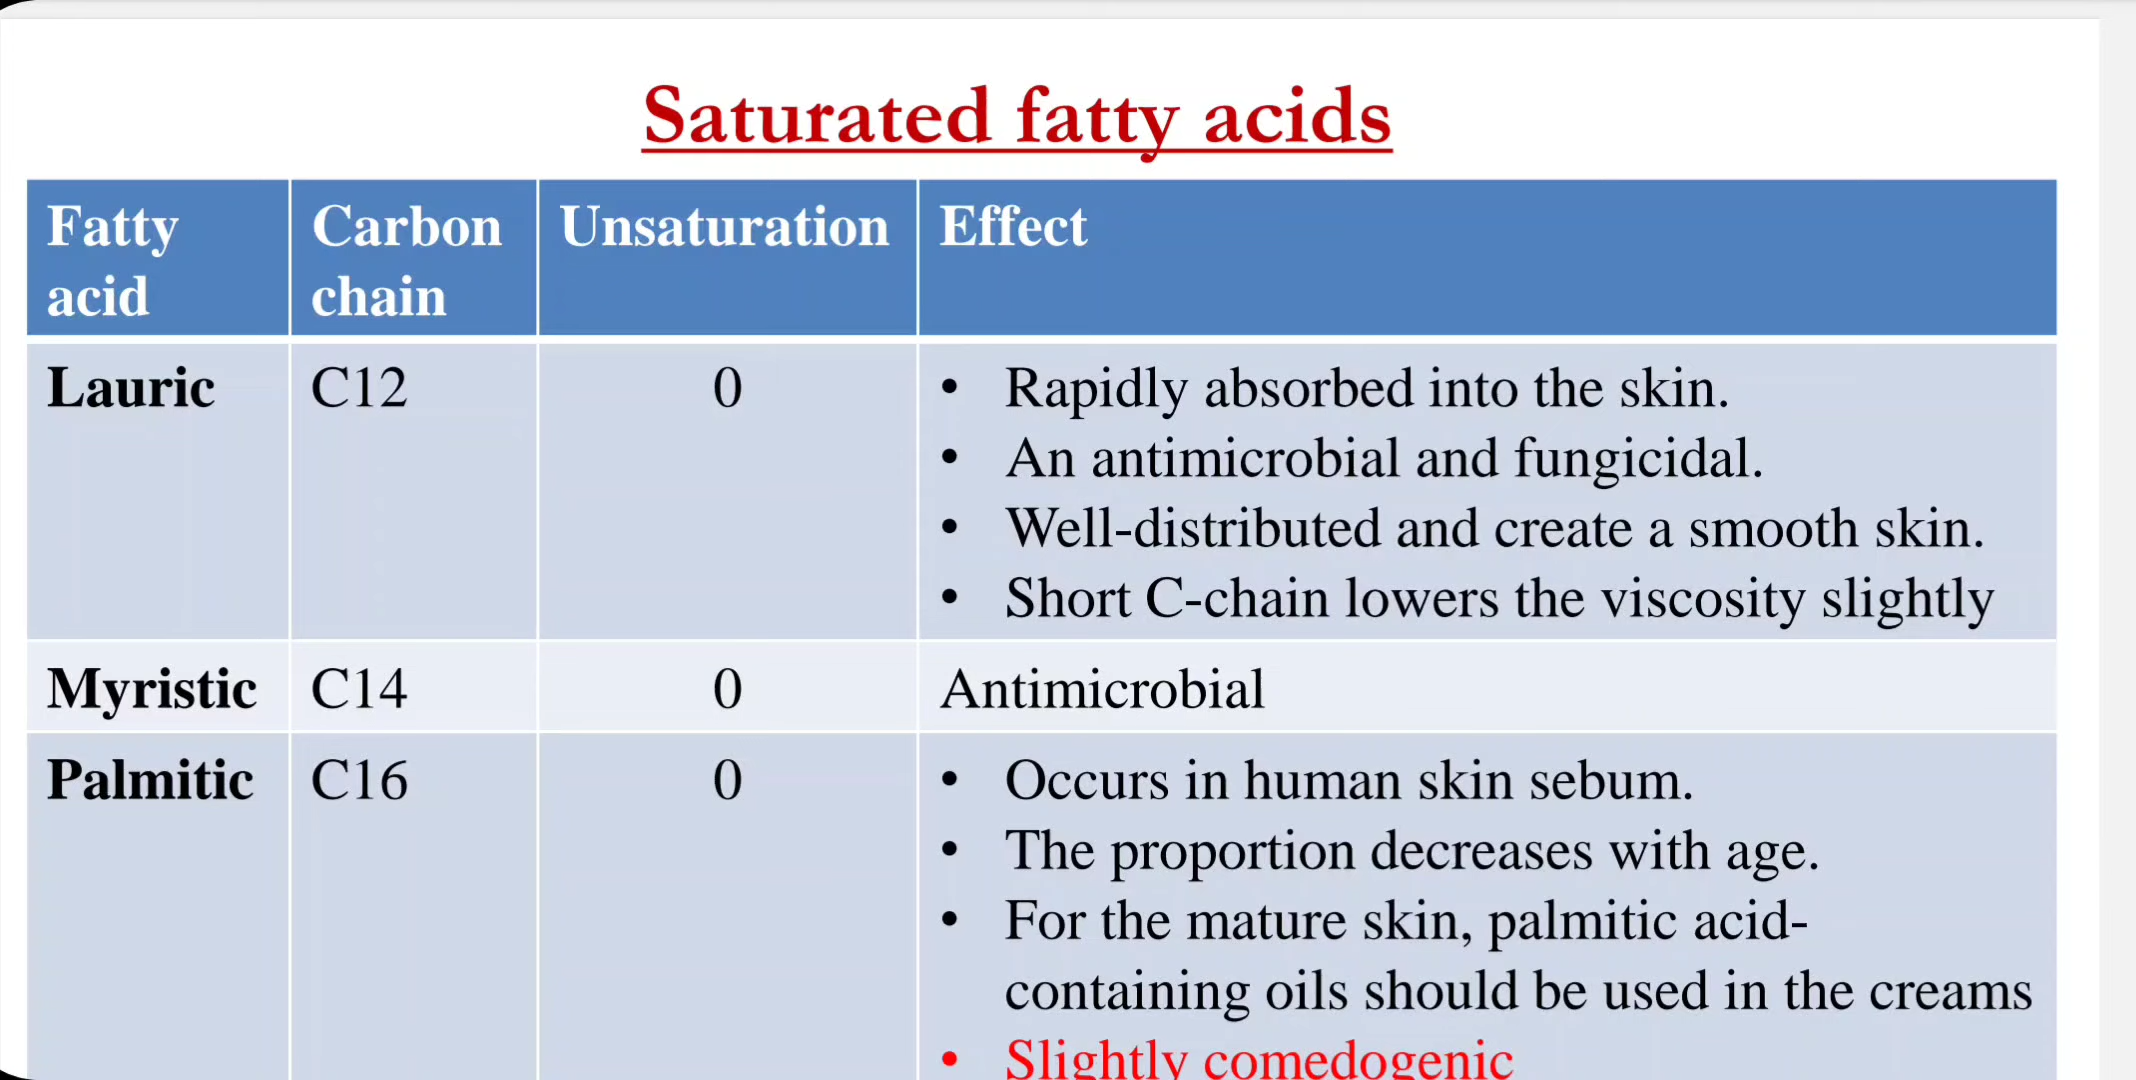 Saturated fatty acids
Fatty acid
Carbon chain
Unsaturation
Effect
Lauric
C12
0
• Rapidly absorbed into the skin.
• An antimicrobial and fungicidal.
• Well-distributed and create a smooth skin.
• Short C-chain lowers the viscosity slightly
Myristic
C14
0
Antimicrobial
Palmitic
C16
0
• Occurs in human skin sebum.
• The proportion decreases with age.
• For the mature skin, palmitic acid-
containing oils should be used in the creams
• Slightly comedogenic